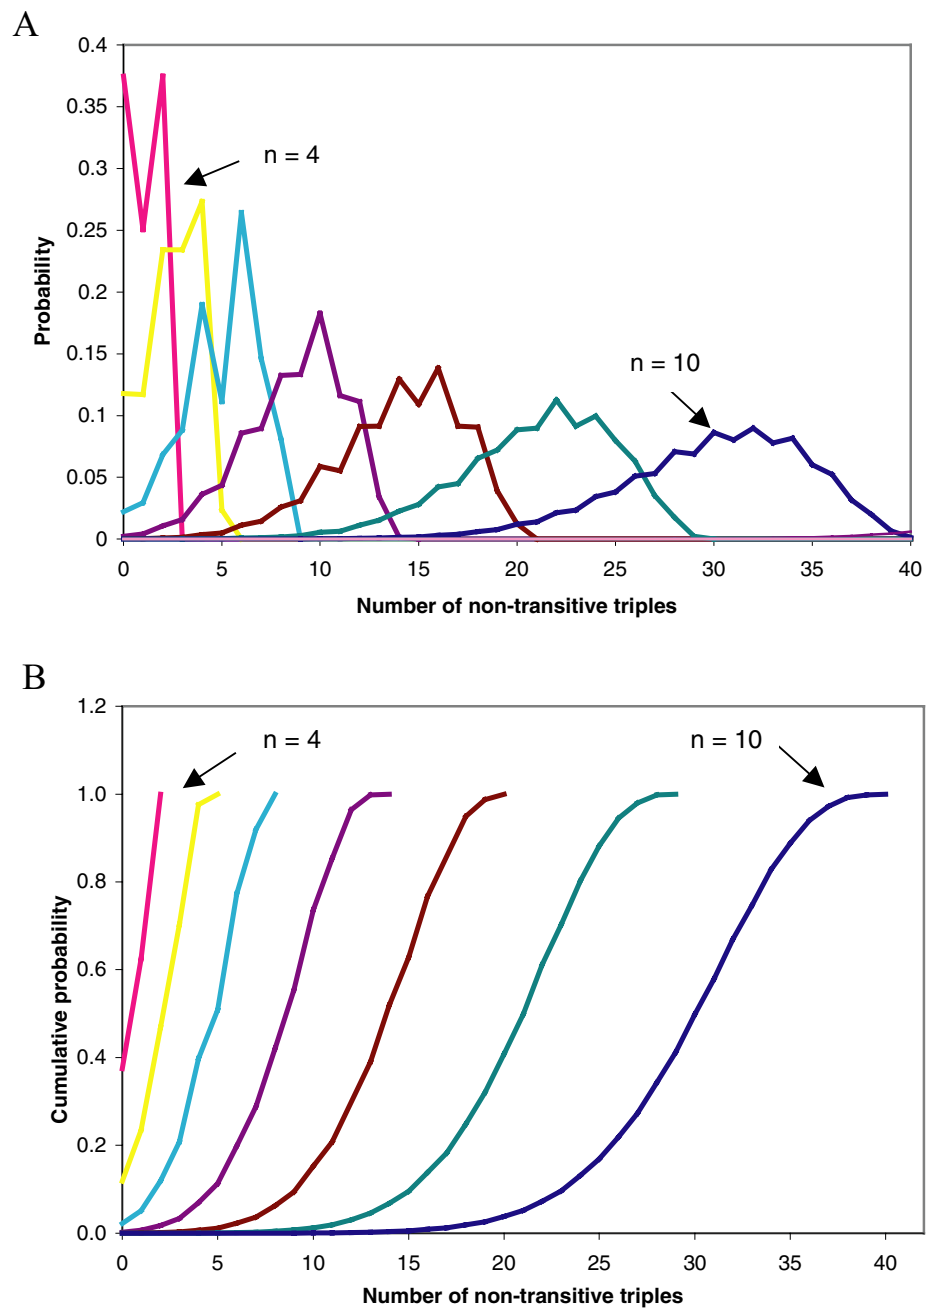 A
0.4
0.35
0.3
0.25
0.2
0.15
0.1
0.05
0
Probability
n = 4
n = 10
0 5 10 15 20 25 30 35 40
Number of non-transitive triples
B
1.2
1.0
0.8
0.6
0.4
0.2
0.0
Cumulative probability
n = 4
n = 10
0 5 10 15 20 25 30 35 40
Number of non-transitive triples